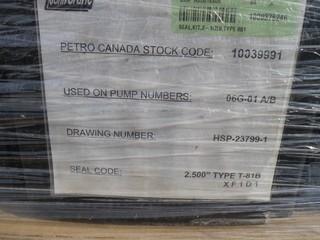 PETRO CANADA STOCK CODE: 10039991
USED ON PUMP NUMBERS: 06G-01 A/B
DRAWING NUMBER: HSP-23799-1
SEAL CODE: 2.500" TYPE T-81B
XF1D1